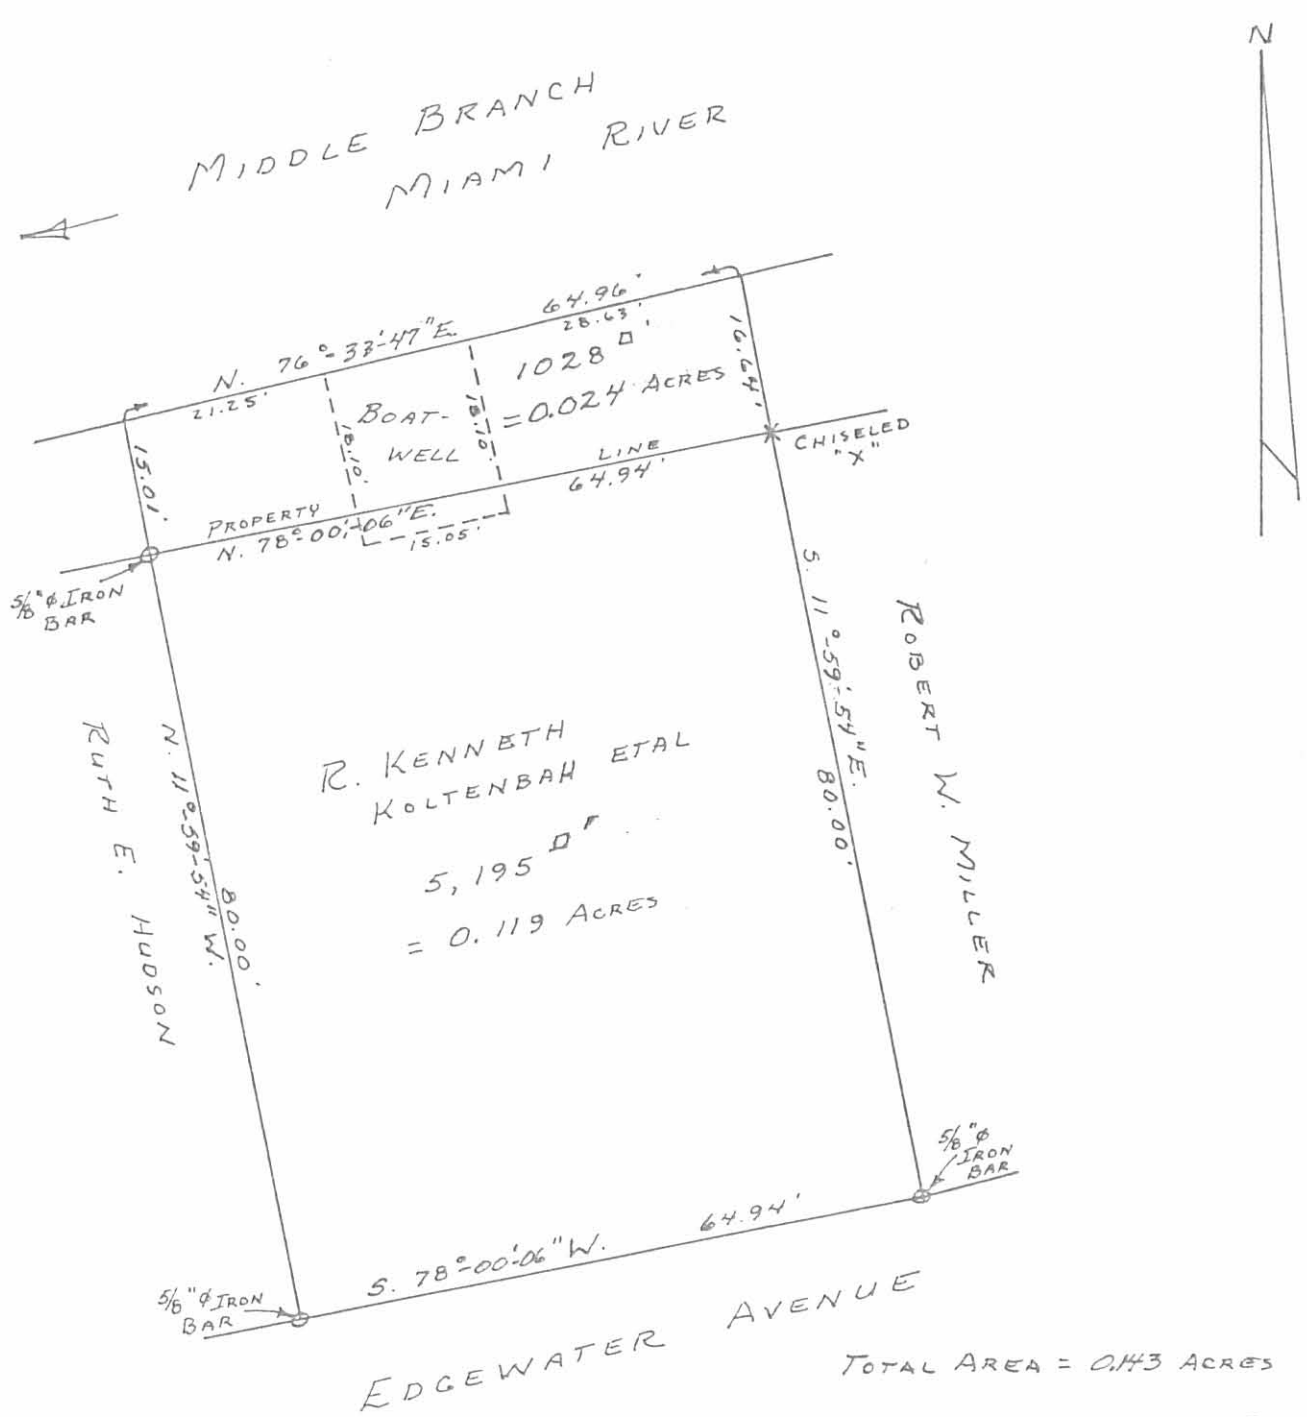 N
MIDDLE BRANCH
MIAMI RIVER
64.96'
28.63'
N. 76°-33'-47"E.
21.25'
1028 □'
= 0.024 ACRES
16.64'
BOAT-
WELL
18.10'
18.10'
15.01'
LINE
64.94'
CHISELED
"X"
PROPERTY
N. 78°-00'-06"E.
15.05'
5/8"ϕ IRON
BAR
S. 11°-59'-54"E.
80.00'
ROBERT W. MILLER
RUTH E. HUDSON
N. 11°-59'-54" W.
80.00'
R. KENNETH
KOLTENBAH ETAL
5,195 □'
= 0.119 ACRES
5/8"ϕ
IRON
BAR
64.94'
S. 78°-00'-06"W.
5/8"ϕ IRON
BAR
EDGEWATER AVENUE
TOTAL AREA = 0.143 ACRES